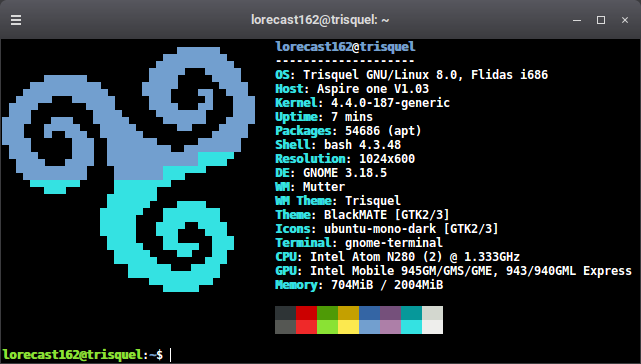 lorecast162@trisquel: ~
lorecast162@trisquel
--------------------
OS: Trisquel GNU/Linux 8.0, Flidas i686
Host: Aspire one V1.03
Kernel: 4.4.0-187-generic
Uptime: 7 mins
Packages: 54686 (apt)
Shell: bash 4.3.48
Resolution: 1024x600
DE: GNOME 3.18.5
WM: Mutter
WM Theme: Trisquel
Theme: BlackMATE [GTK2/3]
Icons: ubuntu-mono-dark [GTK2/3]
Terminal: gnome-terminal
CPU: Intel Atom N280 (2) @ 1.333GHz
GPU: Intel Mobile 945GM/GMS/GME, 943/940GML Express
Memory: 704MiB / 2004MiB
lorecast162@trisquel:~$